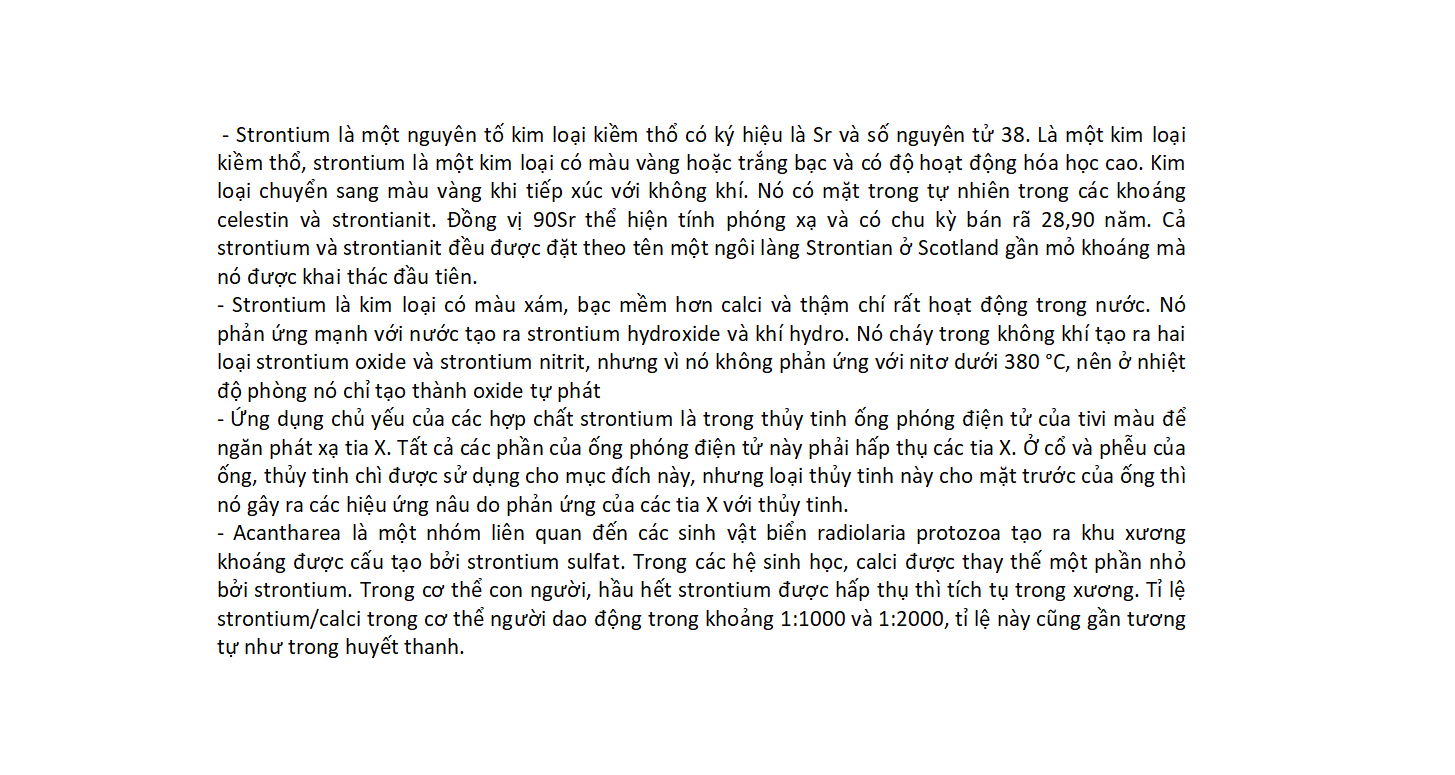 - Strontium là một nguyên tố kim loại kiềm thổ có ký hiệu là Sr và số nguyên tử 38. Là một kim loại
kiềm thổ, strontium là một kim loại có màu vàng hoặc trắng bạc và có độ hoạt động hóa học cao. Kim
loại chuyển sang màu vàng khi tiếp xúc với không khí. Nó có mặt trong tự nhiên trong các khoáng
celestin và strontianit. Đồng vị 90Sr thể hiện tính phóng xạ và có chu kỳ bán rã 28,90 năm. Cả
strontium và strontianit đều được đặt theo tên một ngôi làng Strontian ở Scotland gần mỏ khoáng mà
nó được khai thác đầu tiên.
- Strontium là kim loại có màu xám, bạc mềm hơn calci và thậm chí rất hoạt động trong nước. Nó
phản ứng mạnh với nước tạo ra strontium hydroxide và khí hydro. Nó cháy trong không khí tạo ra hai
loại strontium oxide và strontium nitrit, nhưng vì nó không phản ứng với nitơ dưới 380 °C, nên ở nhiệt
độ phòng nó chỉ tạo thành oxide tự phát
- Ứng dụng chủ yếu của các hợp chất strontium là trong thủy tinh ống phóng điện tử của tivi màu để
ngăn phát xạ tia X. Tất cả các phần của ống phóng điện tử này phải hấp thụ các tia X. Ở cổ và phễu của
ống, thủy tinh chì được sử dụng cho mục đích này, nhưng loại thủy tinh này cho mặt trước của ống thì
nó gây ra các hiệu ứng nâu do phản ứng của các tia X với thủy tinh.
- Acantharea là một nhóm liên quan đến các sinh vật biển radiolaria protozoa tạo ra khu xương
khoáng được cấu tạo bởi strontium sulfat. Trong các hệ sinh học, calci được thay thế một phần nhỏ
bởi strontium. Trong cơ thể con người, hầu hết strontium được hấp thụ thì tích tụ trong xương. Tỉ lệ
strontium/calci trong cơ thể người dao động trong khoảng 1:1000 và 1:2000, tỉ lệ này cũng gần tương
tự như trong huyết thanh.